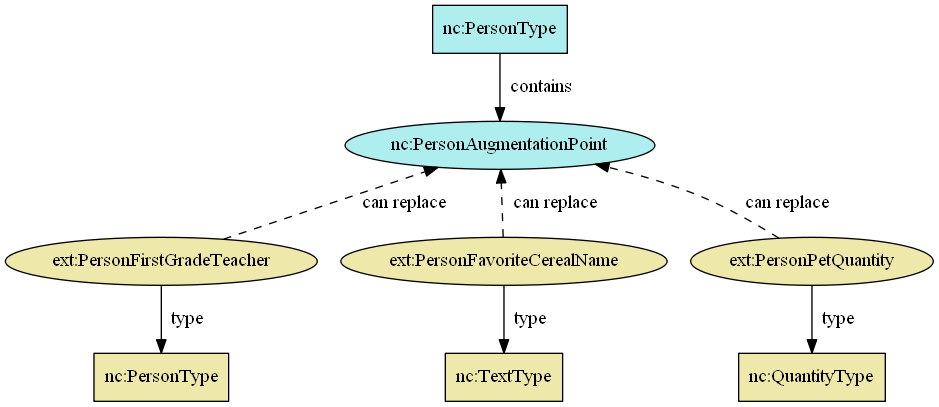 nc:PersonType
contains
nc:PersonAugmentationPoint
can replace
can replace
can replace
ext:PersonFirstGradeTeacher
ext:PersonFavoriteCerealName
ext:PersonPetQuantity
type
type
type
nc:PersonType
nc:TextType
nc:QuantityType